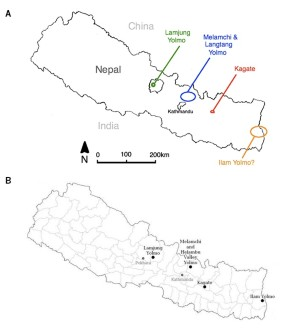 A
China
Lamjung
Yolmo
Melamchi &
Langtang
Yolmo
Nepal
Kagate
Kathmandu
India
N
0 100 200km
Ilam Yolmo?
B
Lamjung
Yolmo
Melamchi
and
Helambu
Valley
Yolmo
Pokhara
Kathmandu
Kagate
Ilam Yolmo